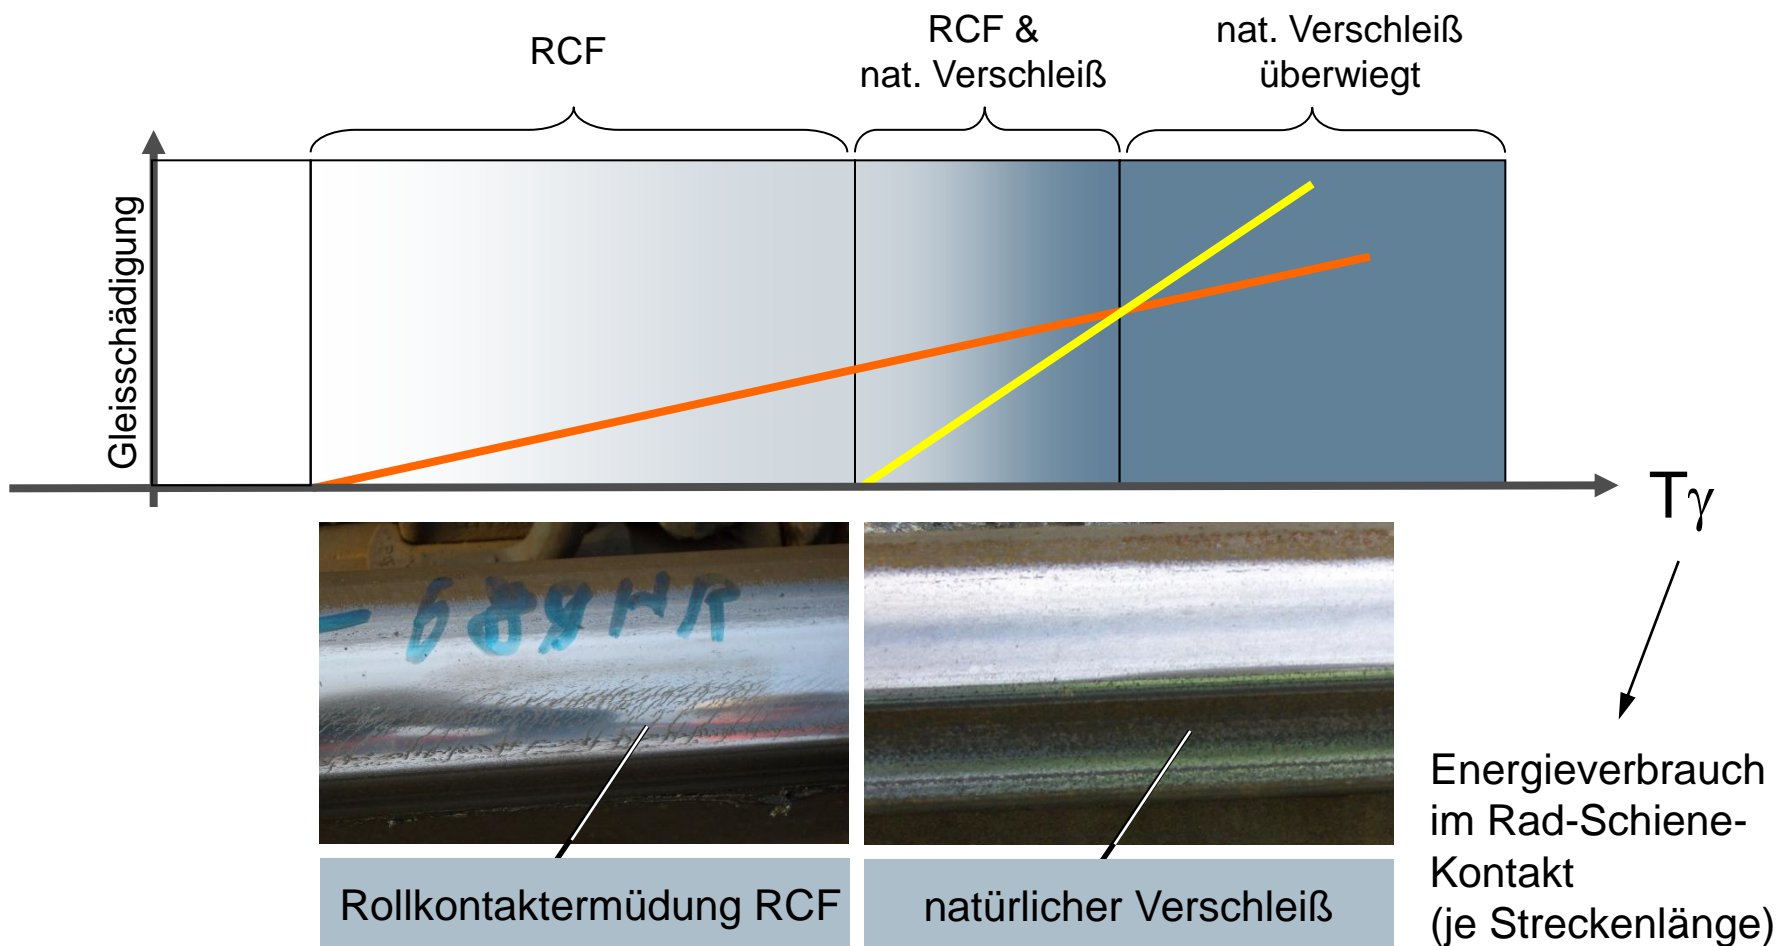 RCF
RCF &
nat. Verschleiß
nat. Verschleiß
überwiegt
Gleisschädigung
Tγ
Rollkontaktermüdung RCF
natürlicher Verschleiß
Energieverbrauch
im Rad-Schiene-
Kontakt
(je Streckenlänge)